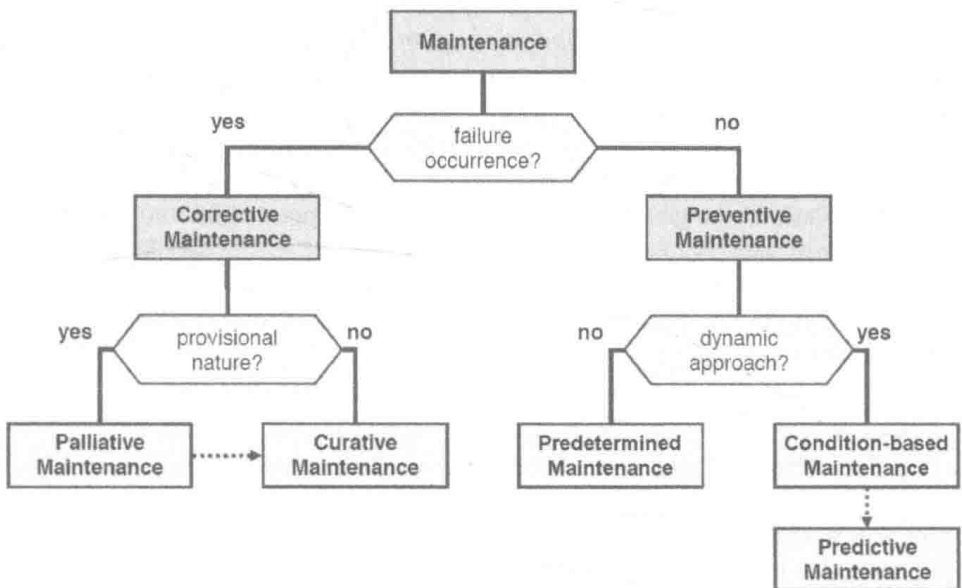 Maintenance
yes
failure
occurrence?
no
Corrective
Maintenance
Preventive
Maintenance
yes
provisional
nature?
no
no
dynamic
approach?
yes
Palliative
Maintenance
Curative
Maintenance
Predetermined
Maintenance
Condition-based
Maintenance
Predictive
Maintenance